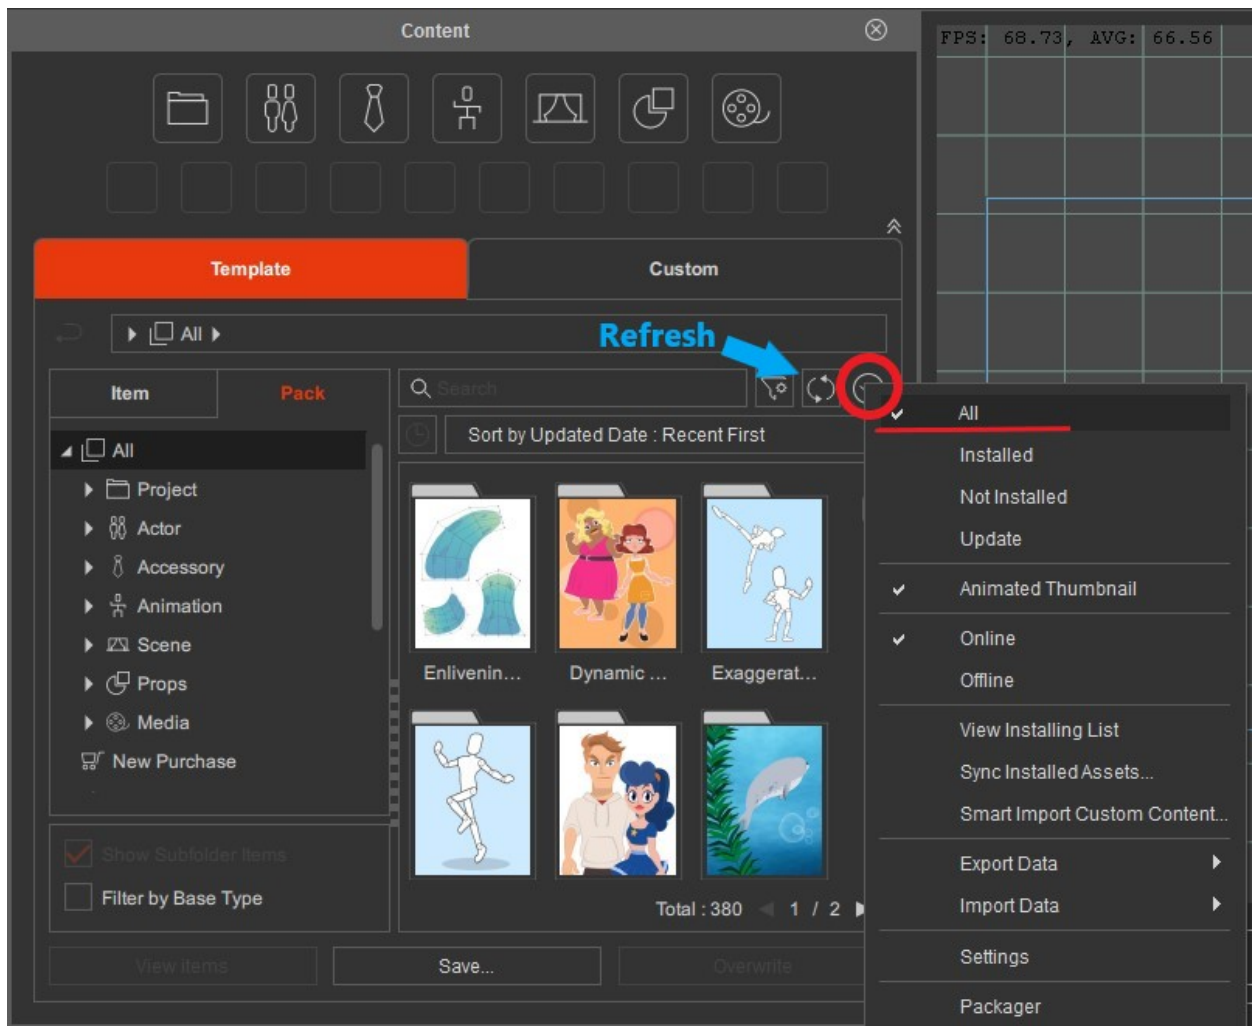 Content
FPS: 68.73, AVG: 66.56
Template
Custom
All
Refresh
Item
Pack
Search
Sort by Updated Date : Recent First
All
Project
Actor
Accessory
Animation
Scene
Props
Media
New Purchase
Show Subfolder Items
Filter by Base Type
Enlivenin...
Dynamic ...
Exaggerat...
Total : 380
1 / 2
View items
Save...
Overwrite
All
Installed
Not Installed
Update
Animated Thumbnail
Online
Offline
View Installing List
Sync Installed Assets...
Smart Import Custom Content...
Export Data
Import Data
Settings
Packager